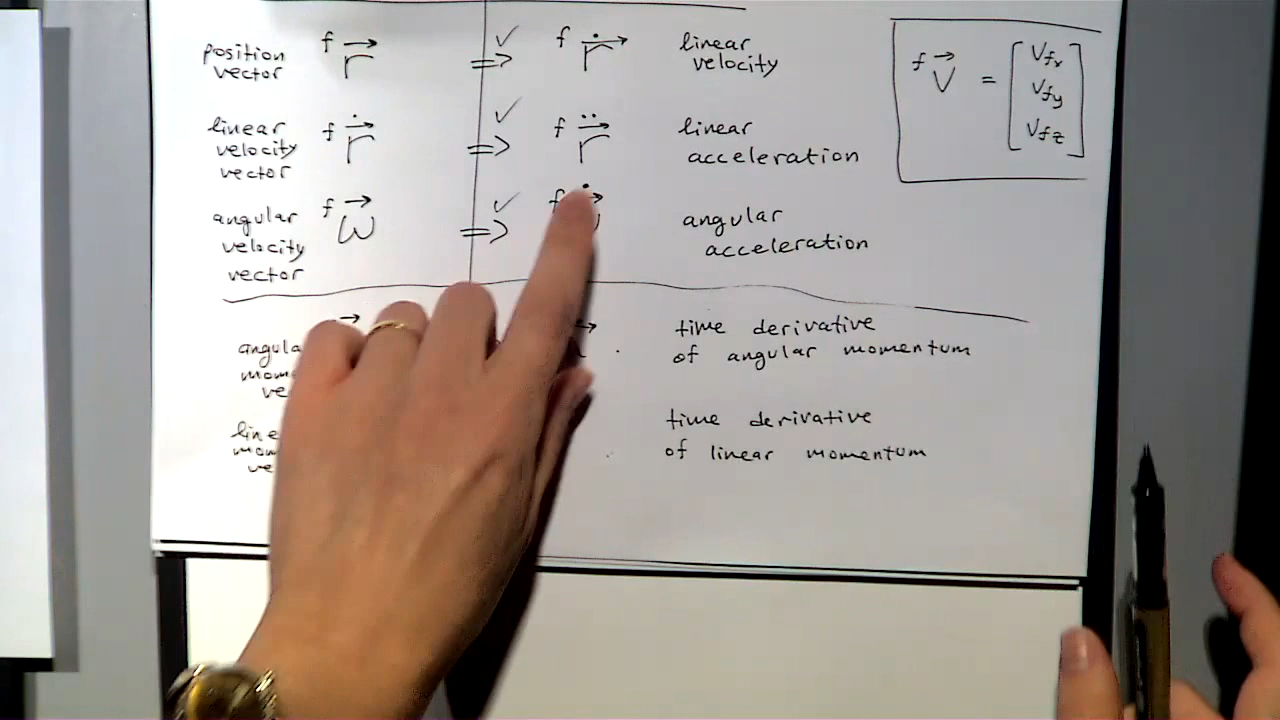 position vector f r⃗ ⇒ ✓ f ṙ⃗ linear velocity
linear velocity vector f ṙ⃗ ⇒ ✓ f r̈⃗ linear acceleration
angular velocity vector f ω⃗ ⇒ ✓ f angular acceleration
time derivative
of angular momentum
time derivative
of linear momentum
f V⃗ = [ Vfx
Vfy
Vfz ]